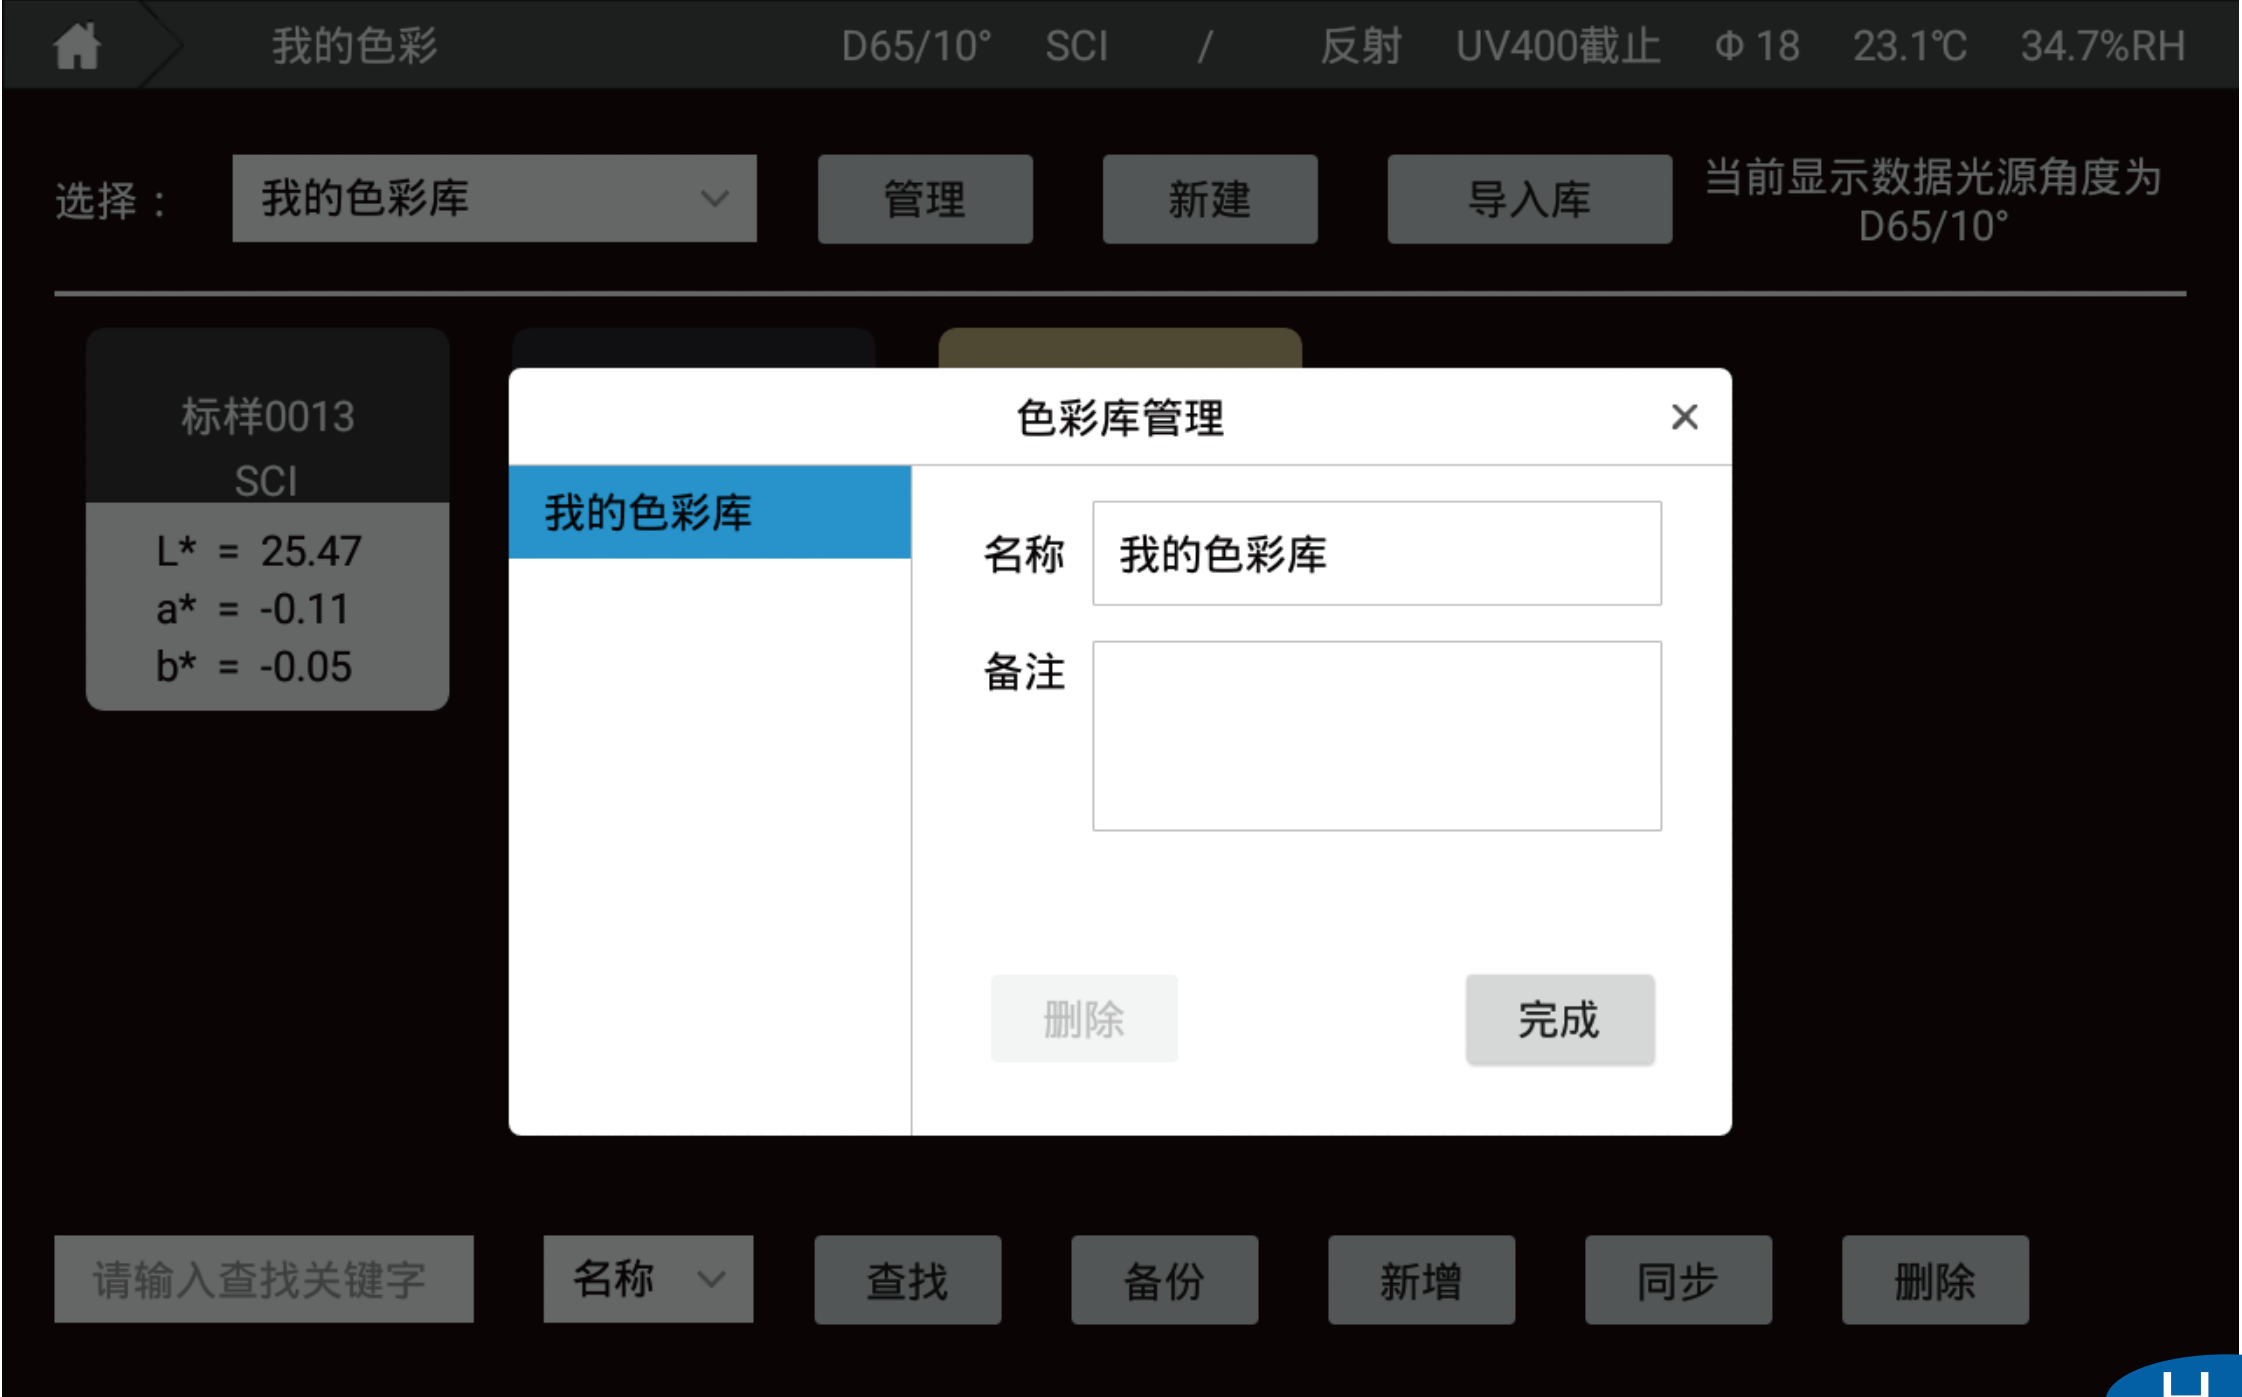 我的色彩 D65/10° SCI / 反射 UV400截止 Φ 18 23.1℃ 34.7%RH
选择： 我的色彩库 管理 新建 导入库 当前显示数据光源角度为
D65/10°
标样0013
SCI
L* = 25.47
a* = -0.11
b* = -0.05
色彩库管理 ×
我的色彩库
名称 我的色彩库
备注
删除 完成
请输入查找关键字 名称 查找 备份 新增 同步 删除